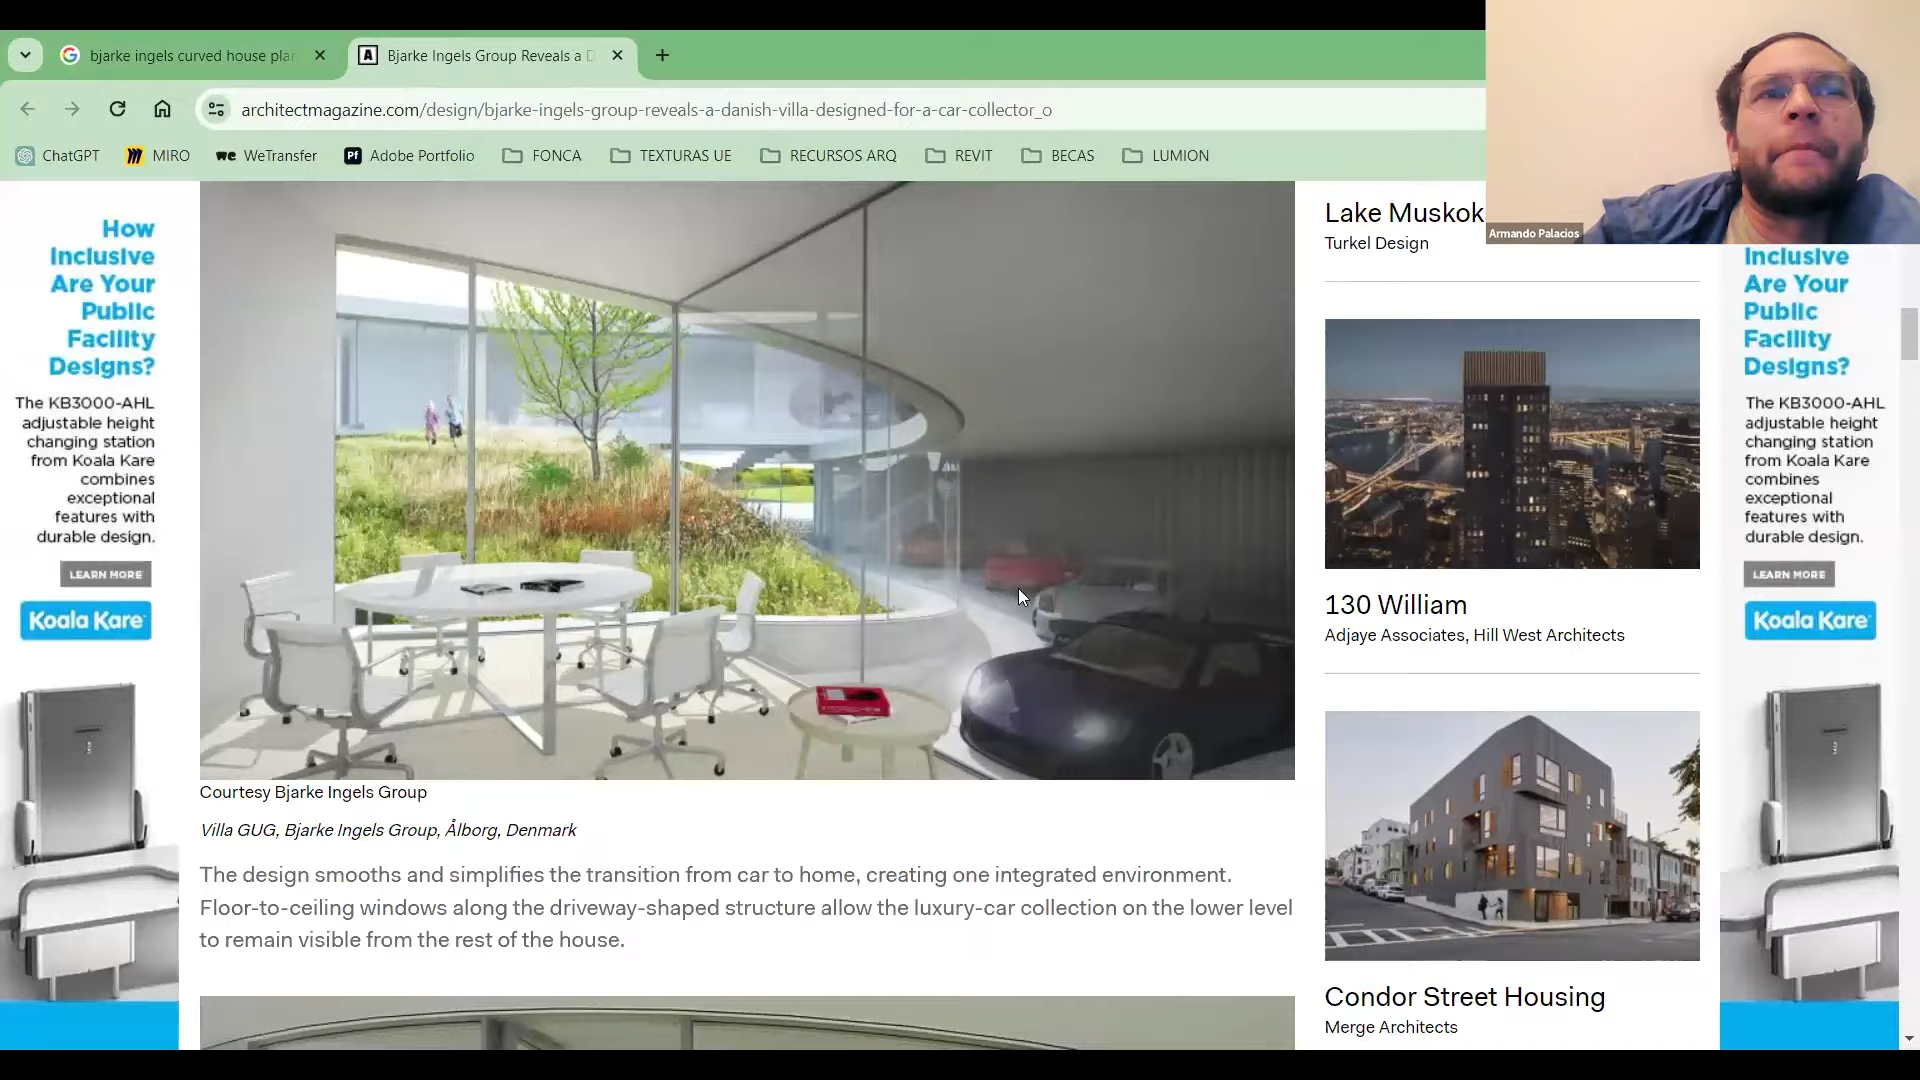 bjarke ingels curved house plan
Bjarke Ingels Group Reveals a D
architectmagazine.com/design/bjarke-ingels-group-reveals-a-danish-villa-designed-for-a-car-collector_o
ChatGPT
MIRO
we WeTransfer
Pf Adobe Portfolio
FONCA
TEXTURAS UE
RECURSOS ARQ
REVIT
BECAS
LUMION
Armando Palacios
How
Inclusive
Are Your
Public
Facility
Designs?
The KB3000-AHL
adjustable height
changing station
from Koala Kare
combines
exceptional
features with
durable design.
LEARN MORE
Koala Kare
Courtesy Bjarke Ingels Group
Villa GUG, Bjarke Ingels Group, Ålborg, Denmark
The design smooths and simplifies the transition from car to home, creating one integrated environment.
Floor-to-ceiling windows along the driveway-shaped structure allow the luxury-car collection on the lower level
to remain visible from the rest of the house.
Lake Muskok
Turkel Design
130 William
Adjaye Associates, Hill West Architects
Condor Street Housing
Merge Architects
Inclusive
Are Your
Public
Facility
Designs?
The KB3000-AHL
adjustable height
changing station
from Koala Kare
combines
exceptional
features with
durable design.
LEARN MORE
Koala Kare